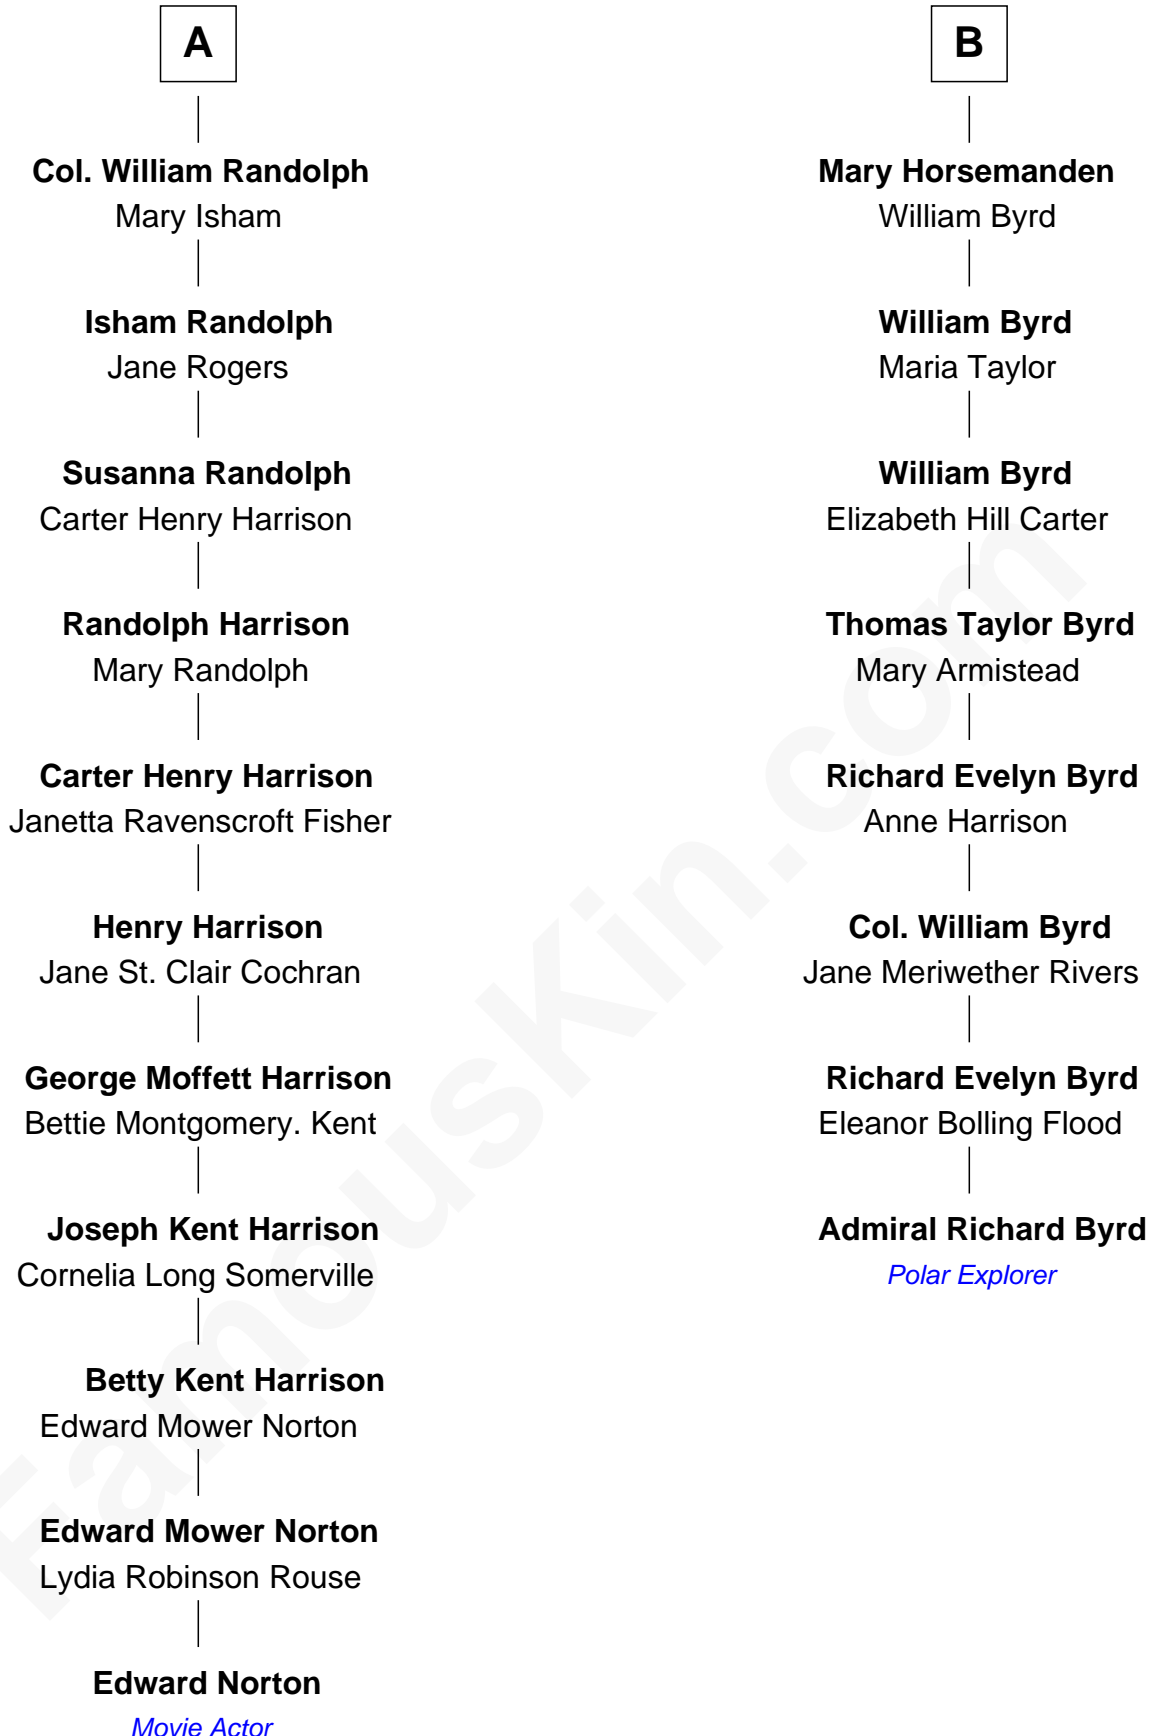 A
Col. William Randolph
Mary Isham
Isham Randolph
Jane Rogers
Susanna Randolph
Carter Henry Harrison
Randolph Harrison
Mary Randolph
Carter Henry Harrison
Janetta Ravenscroft Fisher
Henry Harrison
Jane St. Clair Cochran
George Moffett Harrison
Bettie Montgomery. Kent
Joseph Kent Harrison
Cornelia Long Somerville
Betty Kent Harrison
Edward Mower Norton
Edward Mower Norton
Lydia Robinson Rouse
Edward Norton
Movie Actor
B
Mary Horsemanden
William Byrd
William Byrd
Maria Taylor
William Byrd
Elizabeth Hill Carter
Thomas Taylor Byrd
Mary Armistead
Richard Evelyn Byrd
Anne Harrison
Col. William Byrd
Jane Meriwether Rivers
Richard Evelyn Byrd
Eleanor Bolling Flood
Admiral Richard Byrd
Polar Explorer
FamousKin.com